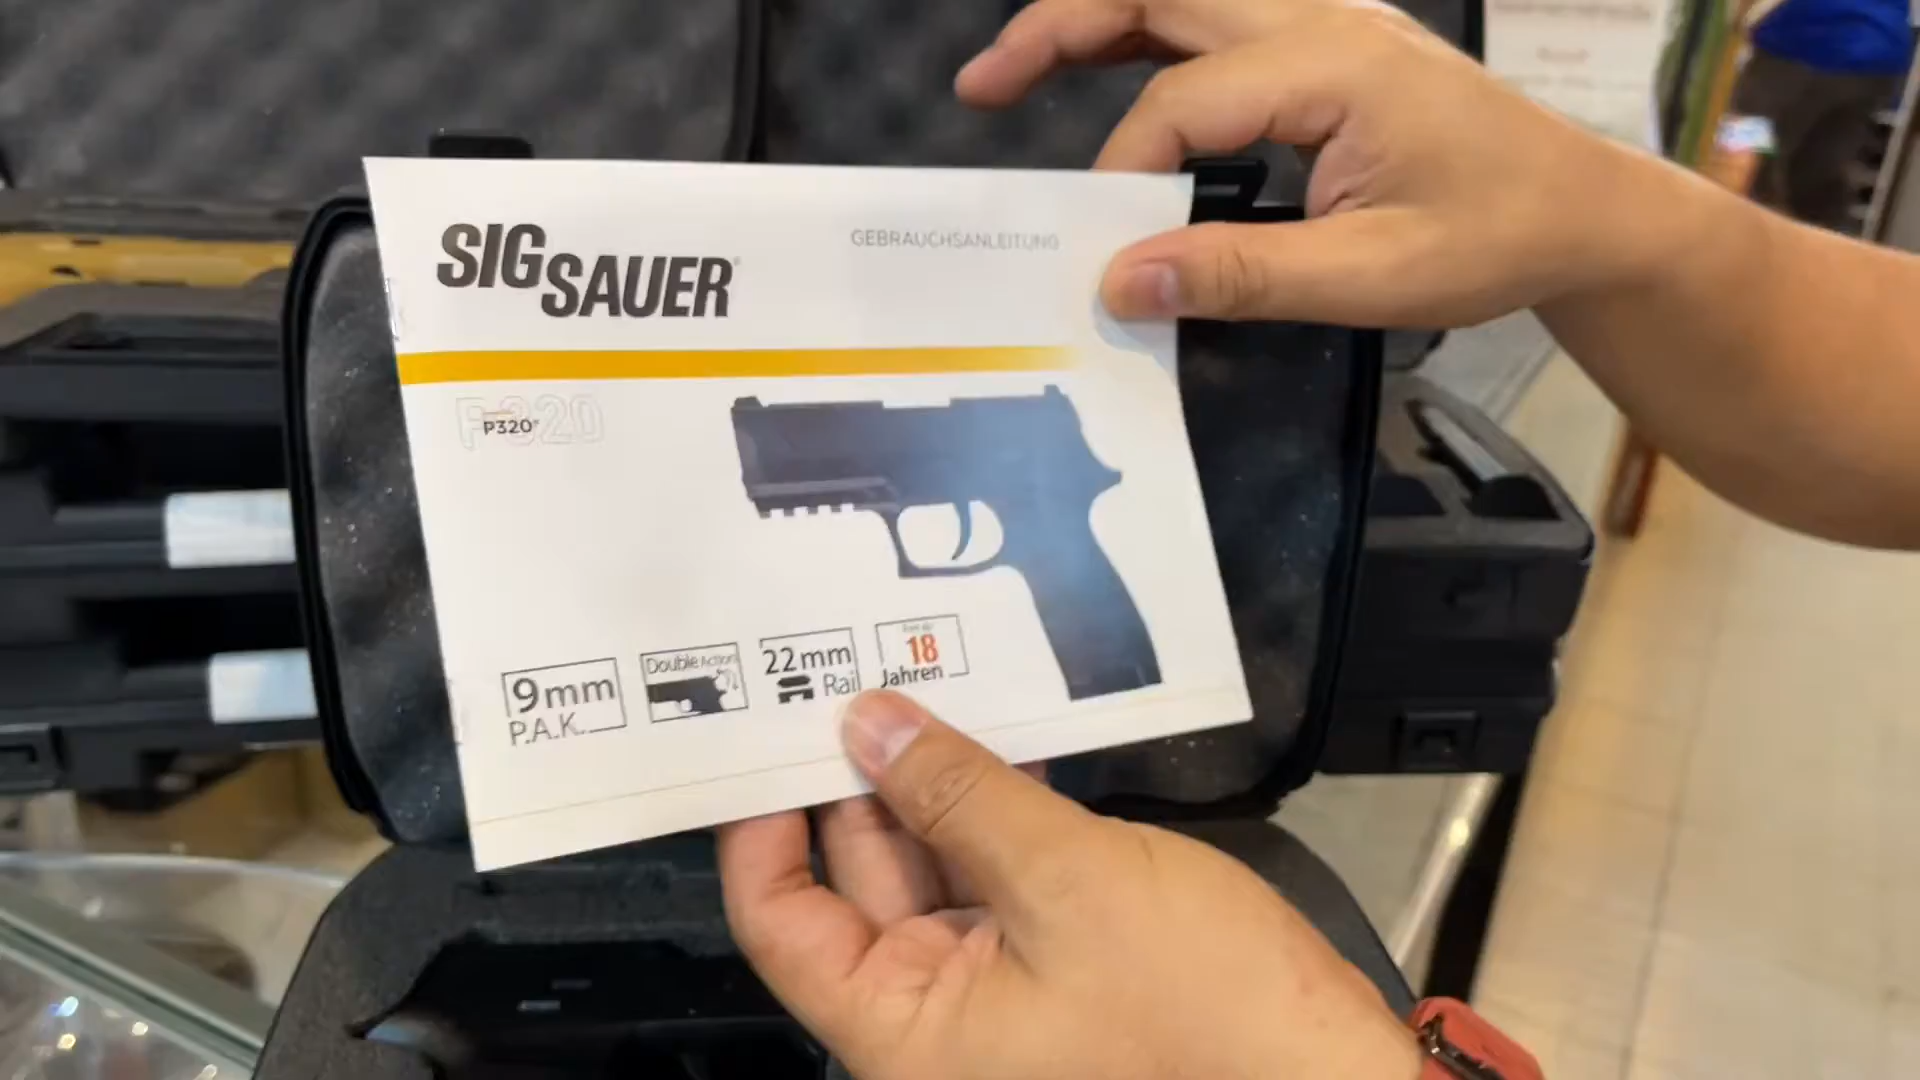 SIG SAUER®
GEBRAUCHSANLEITUNG
P320
P320®
9mm
P.A.K.
Double Action
22mm
Rail
18
Jahren